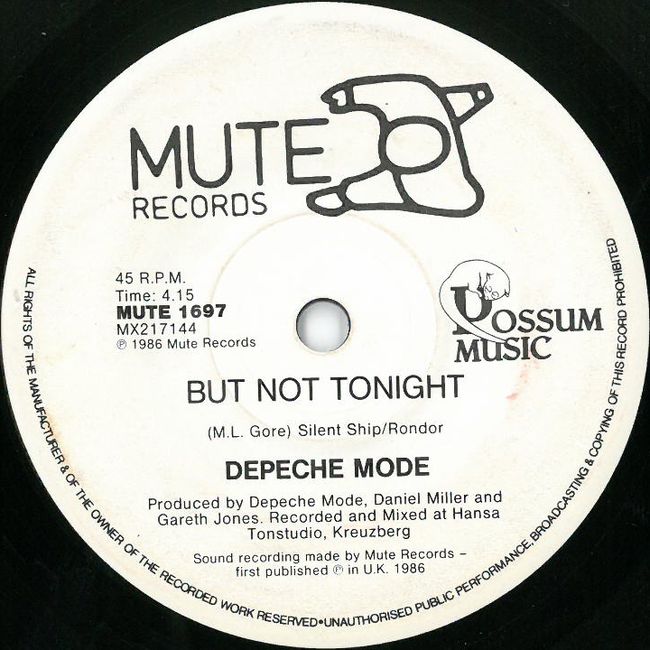 MUTE
RECORDS
45 R.P.M.
Time: 4.15
MUTE 1697
MX217144
℗ 1986 Mute Records
POSSUM
MUSIC
BUT NOT TONIGHT
(M.L. Gore) Silent Ship/Rondor
DEPECHE MODE
Produced by Depeche Mode, Daniel Miller and
Gareth Jones. Recorded and Mixed at Hansa
Tonstudio, Kreuzberg
Sound recording made by Mute Records –
first published ℗ in U.K. 1986
ALL RIGHTS OF THE MANUFACTURER & OF THE OWNER OF THE RECORDED WORK RESERVED•UNAUTHORISED PUBLIC PERFORMANCE, BROADCASTING & COPYING OF THIS RECORD PROHIBITED